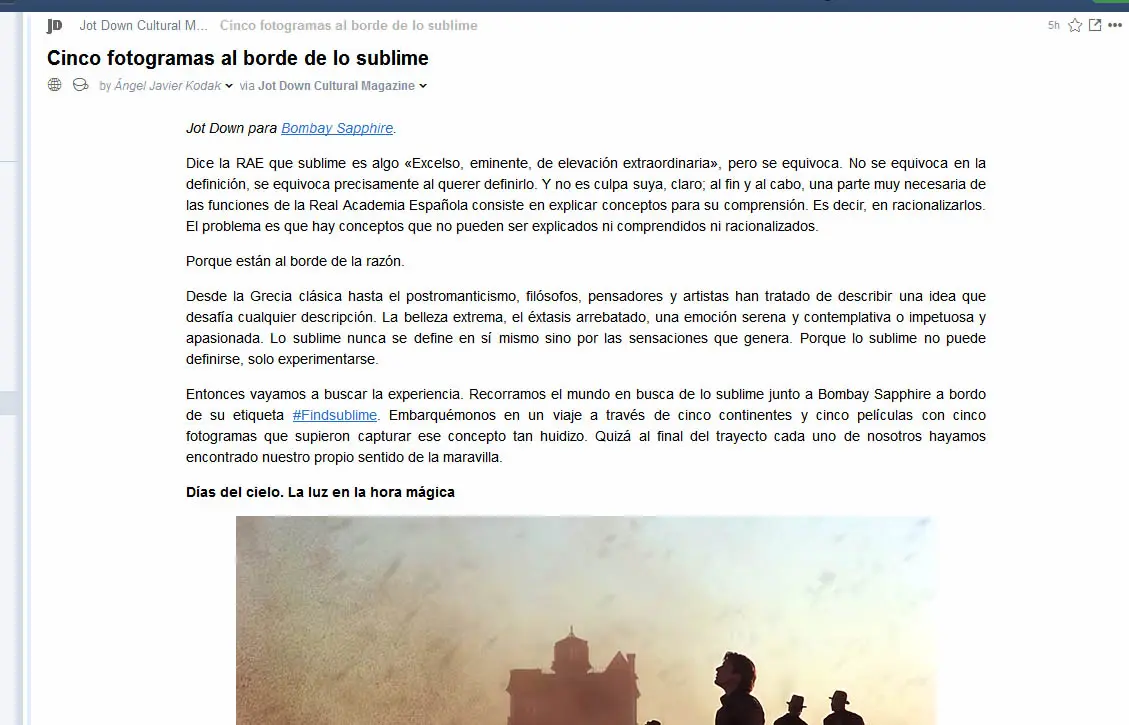 JD Jot Down Cultural M... Cinco fotogramas al borde de lo sublime 5h
Cinco fotogramas al borde de lo sublime
by Ángel Javier Kodak via Jot Down Cultural Magazine
Jot Down para Bombay Sapphire.
Dice la RAE que sublime es algo «Excelso, eminente, de elevación extraordinaria», pero se equivoca. No se equivoca en la
definición, se equivoca precisamente al querer definirlo. Y no es culpa suya, claro; al fin y al cabo, una parte muy necesaria de
las funciones de la Real Academia Española consiste en explicar conceptos para su comprensión. Es decir, en racionalizarlos.
El problema es que hay conceptos que no pueden ser explicados ni comprendidos ni racionalizados.
Porque están al borde de la razón.
Desde la Grecia clásica hasta el postromanticismo, filósofos, pensadores y artistas han tratado de describir una idea que
desafía cualquier descripción. La belleza extrema, el éxtasis arrebatado, una emoción serena y contemplativa o impetuosa y
apasionada. Lo sublime nunca se define en sí mismo sino por las sensaciones que genera. Porque lo sublime no puede
definirse, solo experimentarse.
Entonces vayamos a buscar la experiencia. Recorramos el mundo en busca de lo sublime junto a Bombay Sapphire a bordo
de su etiqueta #Findsublime. Embarquémonos en un viaje a través de cinco continentes y cinco películas con cinco
fotogramas que supieron capturar ese concepto tan huidizo. Quizá al final del trayecto cada uno de nosotros hayamos
encontrado nuestro propio sentido de la maravilla.
Días del cielo. La luz en la hora mágica